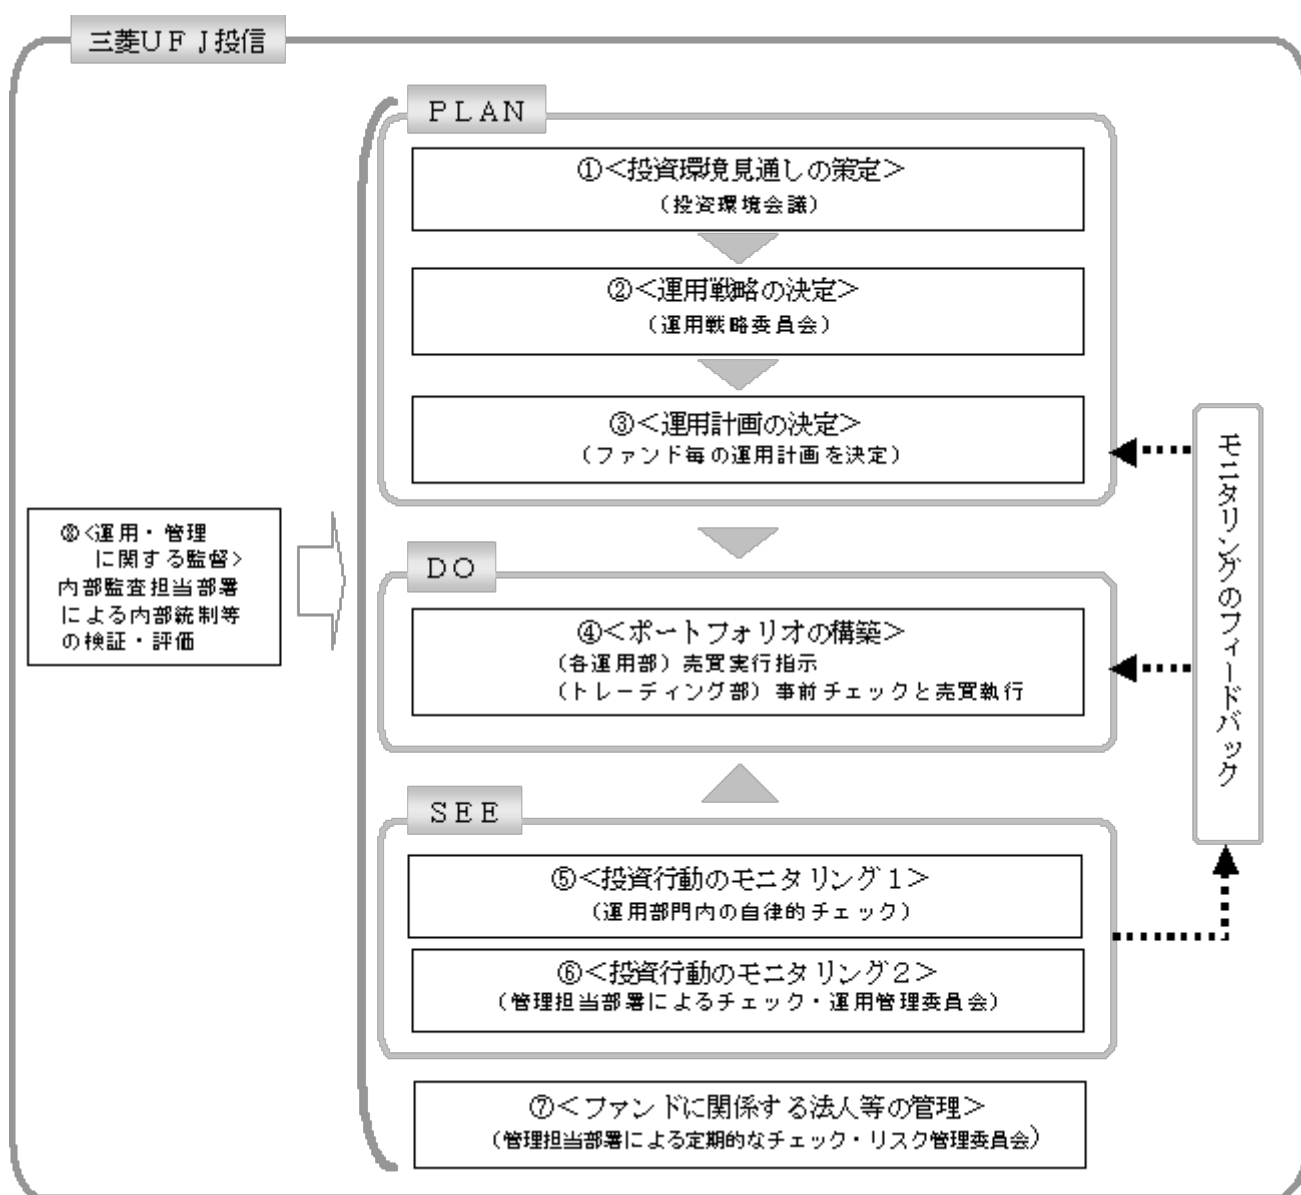 三菱ＵＦＪ投信
ＰＬＡＮ
①＜投資環境見通しの策定＞
（投資環境会議）
②＜運用戦略の決定＞
（運用戦略委員会）
③＜運用計画の決定＞
（ファンド毎の運用計画を決定）
⑧＜運用・管理
に関する監督＞
内部監査担当部署
による内部統制等
の検証・評価
ＤＯ
④＜ポートフォリオの構築＞
（各運用部）売買実行指示
（トレーディング部）事前チェックと売買執行
ＳＥＥ
⑤＜投資行動のモニタリング１＞
（運用部門内の自律的チェック）
⑥＜投資行動のモニタリング２＞
（管理担当部署によるチェック・運用管理委員会）
⑦＜ファンドに関係する法人等の管理＞
（管理担当部署による定期的なチェック・リスク管理委員会）
モニタリングのフィードバック